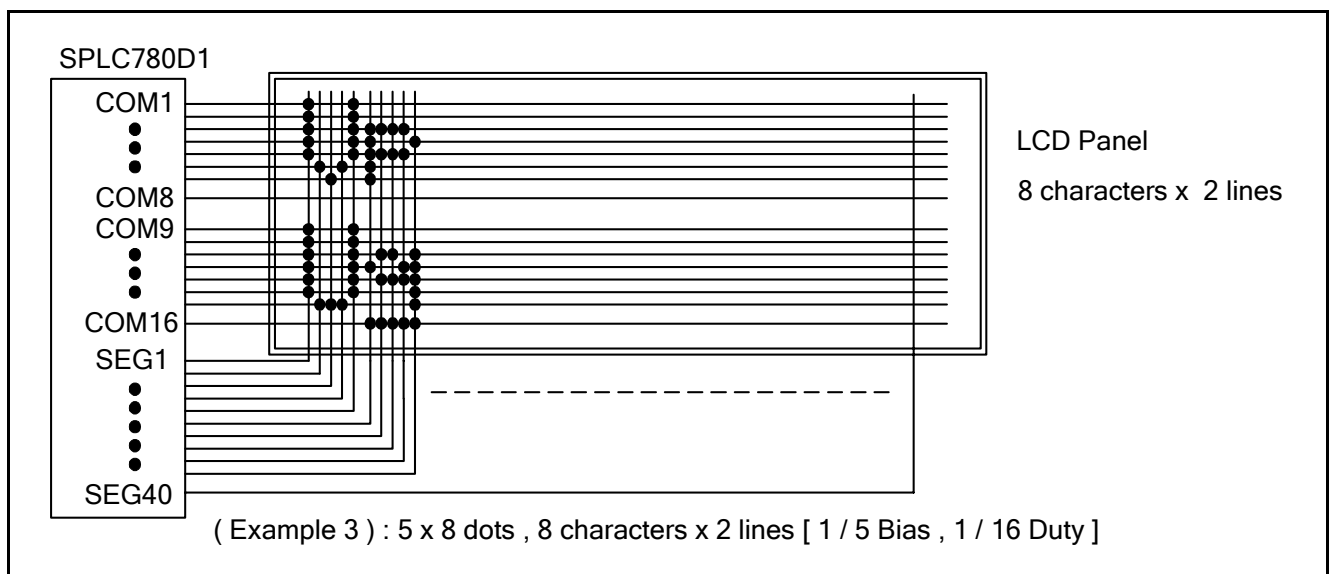 SPLC780D1
COM1
COM8
COM9
COM16
SEG1
SEG40
LCD Panel
8 characters x 2 lines
( Example 3 ) : 5 x 8 dots , 8 characters x 2 lines [ 1 / 5 Bias , 1 / 16 Duty ]